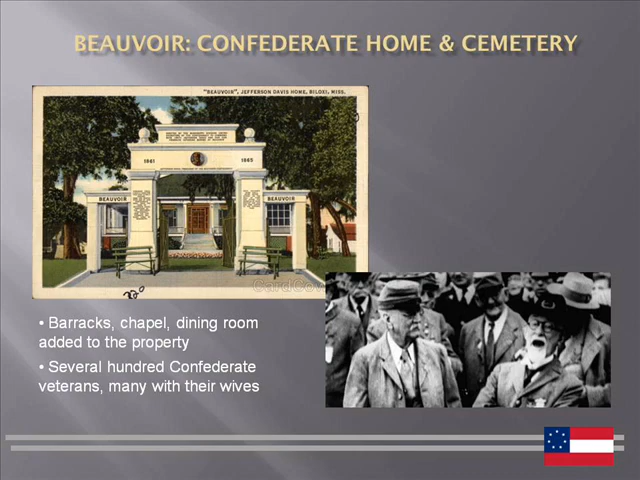 BEAUVOIR: CONFEDERATE HOME & CEMETERY
"BEAUVOIR", JEFFERSON DAVIS HOME, BILOXI, MISS.
1861 1865
BEAUVOIR BEAUVOIR
• Barracks, chapel, dining room
added to the property
• Several hundred Confederate
veterans, many with their wives